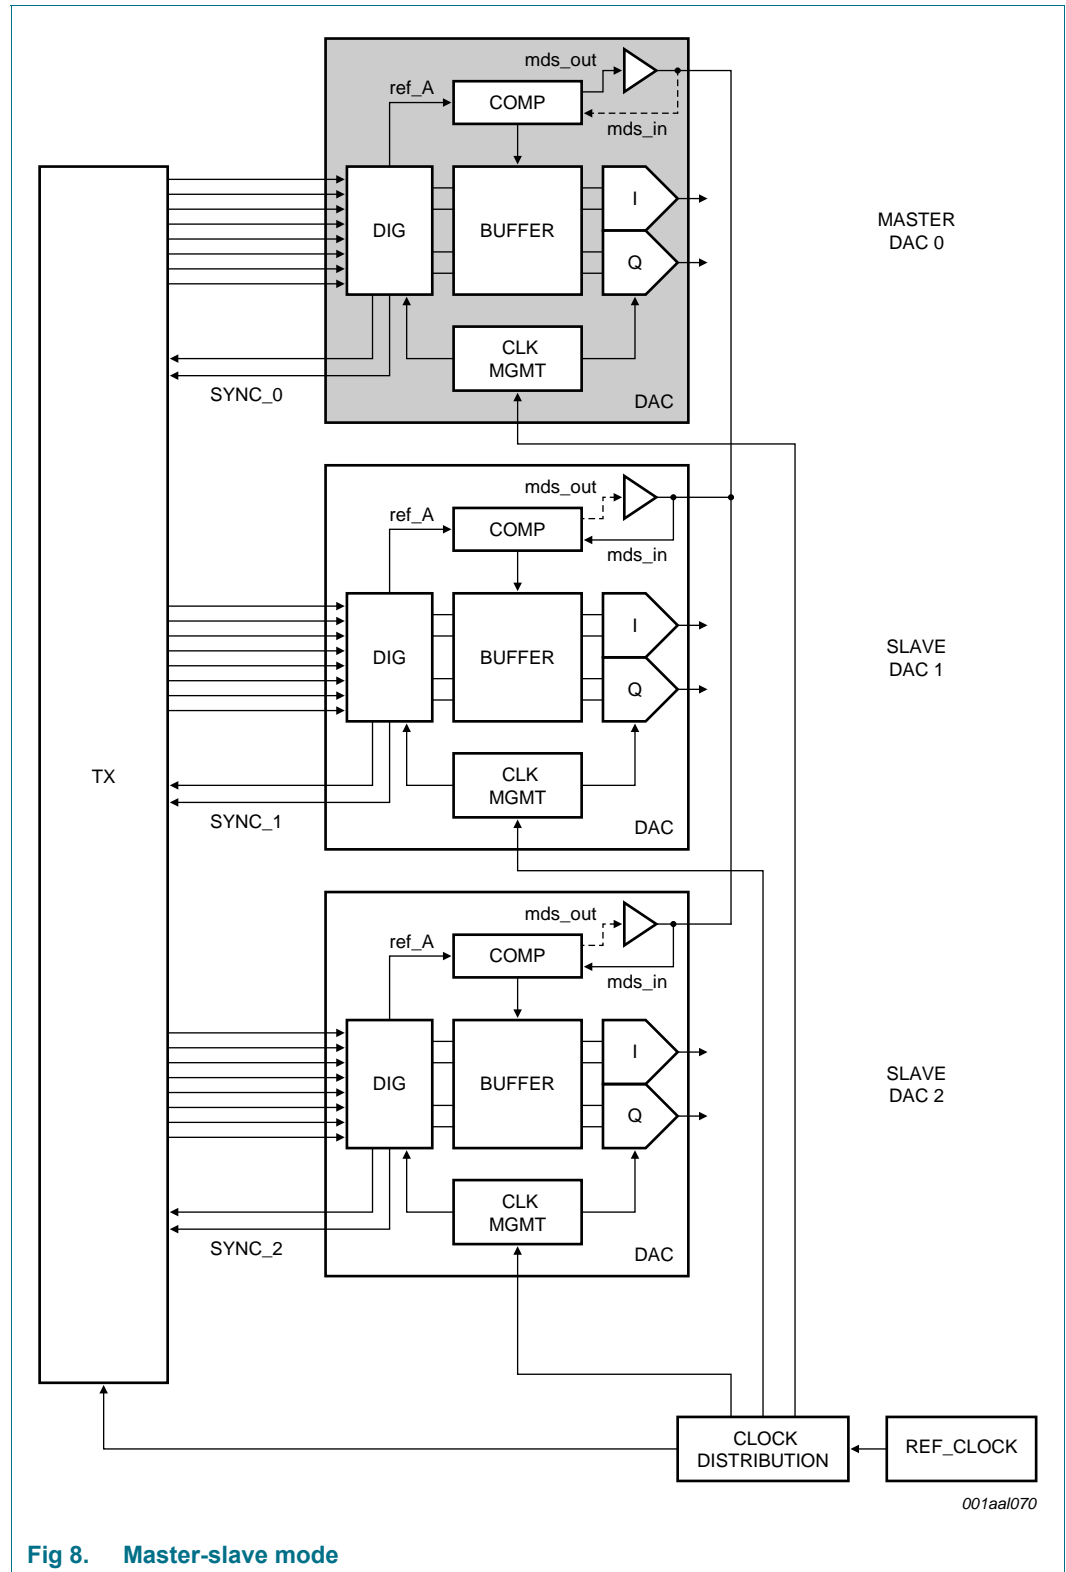 mds_out
ref_A
COMP
mds_in
DIG
BUFFER
I
Q
MASTER
DAC 0
CLK
MGMT
SYNC_0
DAC
mds_out
ref_A
COMP
mds_in
DIG
BUFFER
I
Q
SLAVE
DAC 1
TX
CLK
MGMT
SYNC_1
DAC
mds_out
ref_A
COMP
mds_in
DIG
BUFFER
I
Q
SLAVE
DAC 2
CLK
MGMT
SYNC_2
DAC
CLOCK
DISTRIBUTION
REF_CLOCK
001aal070
Fig 8. Master-slave mode